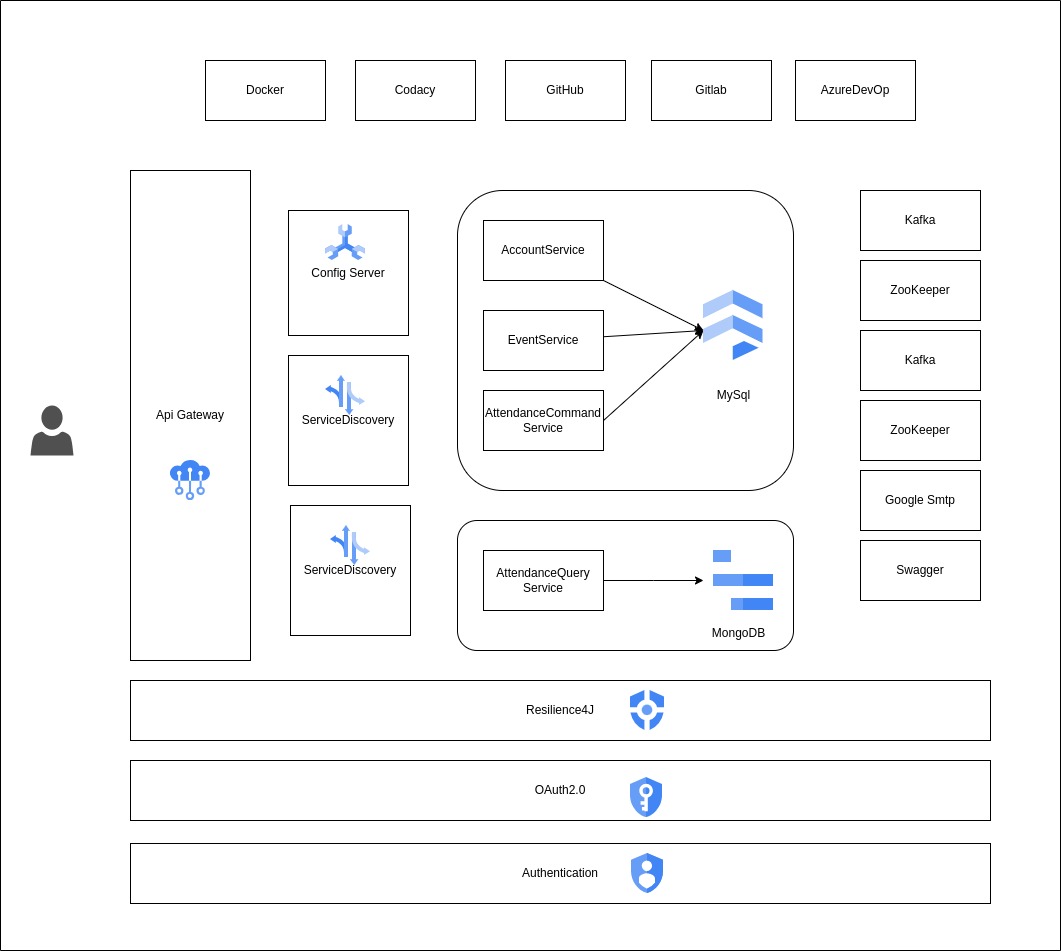 Docker
Codacy
GitHub
Gitlab
AzureDevOp
Api Gateway
Config Server
ServiceDiscovery
ServiceDiscovery
AccountService
EventService
AttendanceCommand
Service
MySql
AttendanceQuery
Service
MongoDB
Kafka
ZooKeeper
Kafka
ZooKeeper
Google Smtp
Swagger
Resilience4J
OAuth2.0
Authentication